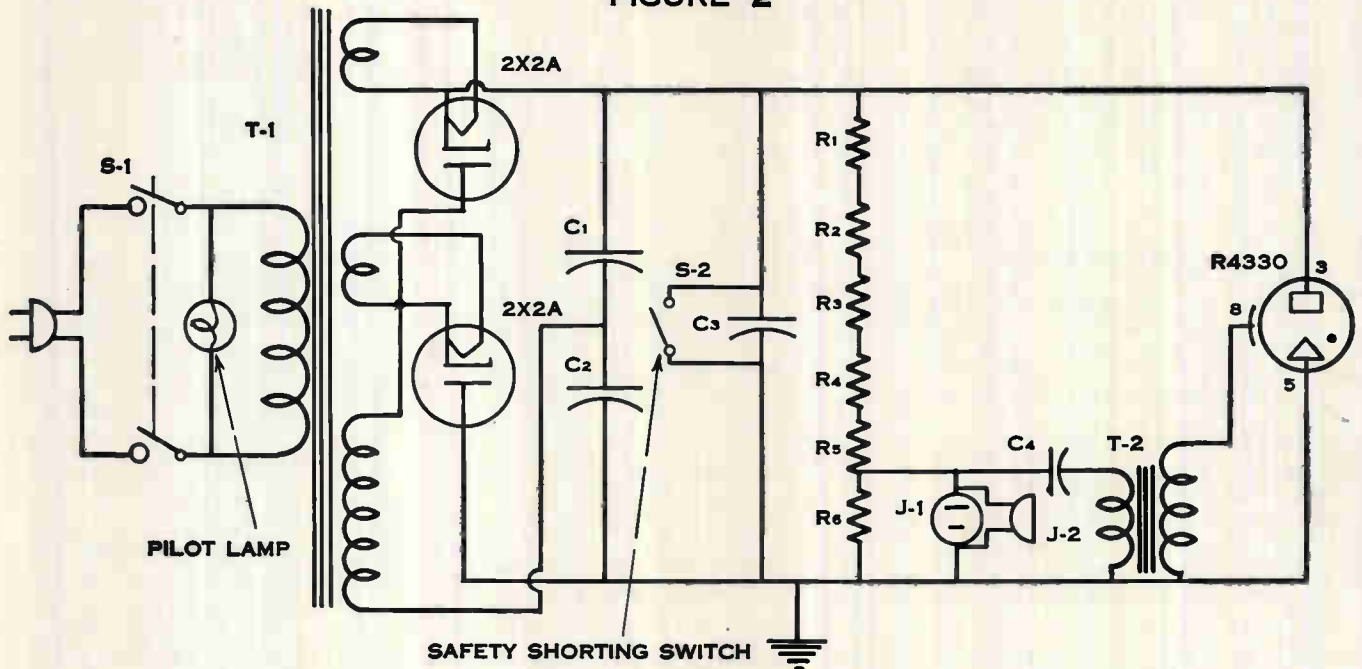 FIGURE 2
2X2A
T-1
S-1
R1
C1
R2
S-2
R4330
3
2X2A
R3
8
C3
C2
R4
5
R5
C4
T-2
R6
J-1
J-2
PILOT LAMP
SAFETY SHORTING SWITCH